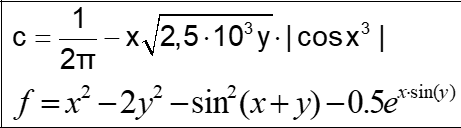 c = 1/2π − x√(2,5·10³y) · | cosx³ |
f = x² − 2y² − sin²(x + y) − 0.5e^(x·sin(y))